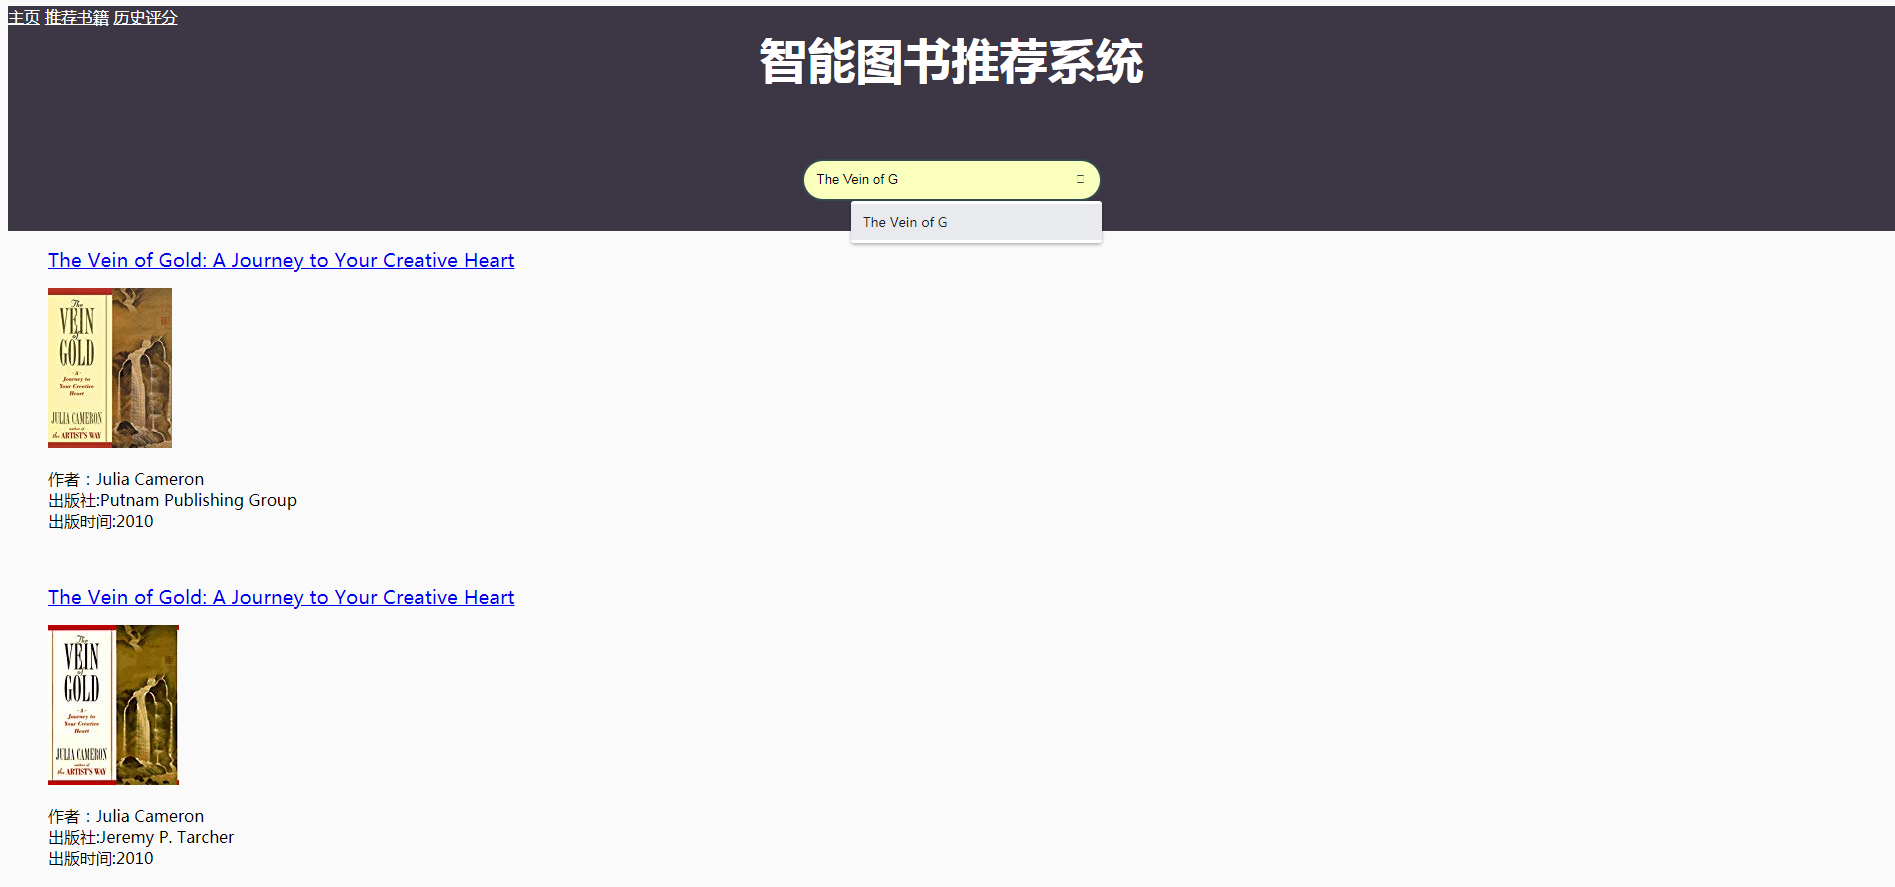 主页 推荐书籍 历史评分
智能图书推荐系统
The Vein of G
The Vein of G
The Vein of Gold: A Journey to Your Creative Heart
The
VEIN
of
GOLD
- A -
Journey to
Your Creative
Heart
JULIA CAMERON
author of
the ARTIST'S WAY
作者：Julia Cameron
出版社:Putnam Publishing Group
出版时间:2010
The Vein of Gold: A Journey to Your Creative Heart
The
VEIN
of
GOLD
- A -
Journey to
Your Creative
Heart
JULIA CAMERON
author of
the ARTIST'S WAY
作者：Julia Cameron
出版社:Jeremy P. Tarcher
出版时间:2010